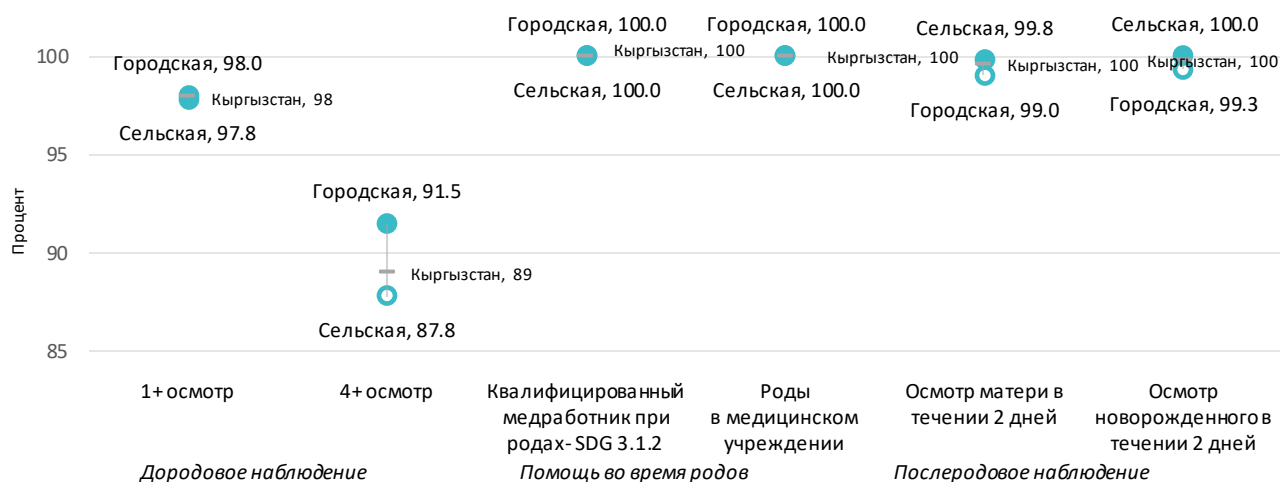 Городская, 100.0
Городская, 100.0
Сельская, 99.8
Сельская, 100.0
100
Городская, 98.0
Кыргызстан, 100
Кыргызстан, 100
Кыргызстан, 100
Кыргызстан, 100
Кыргызстан, 98
Сельская, 100.0
Сельская, 100.0
Сельская, 97.8
Городская, 99.0
Городская, 99.3
95
Процент
Городская, 91.5
90
Кыргызстан, 89
Сельская, 87.8
85
1+ осмотр
4+ осмотр
Квалифицированный
медработник при
родах- SDG 3.1.2
Роды
в медицинском
учреждении
Осмотр матери в
течении 2 дней
Осмотр
новорожденного в
течении 2 дней
Дородовое наблюдение
Помощь во время родов
Послеродовое наблюдение